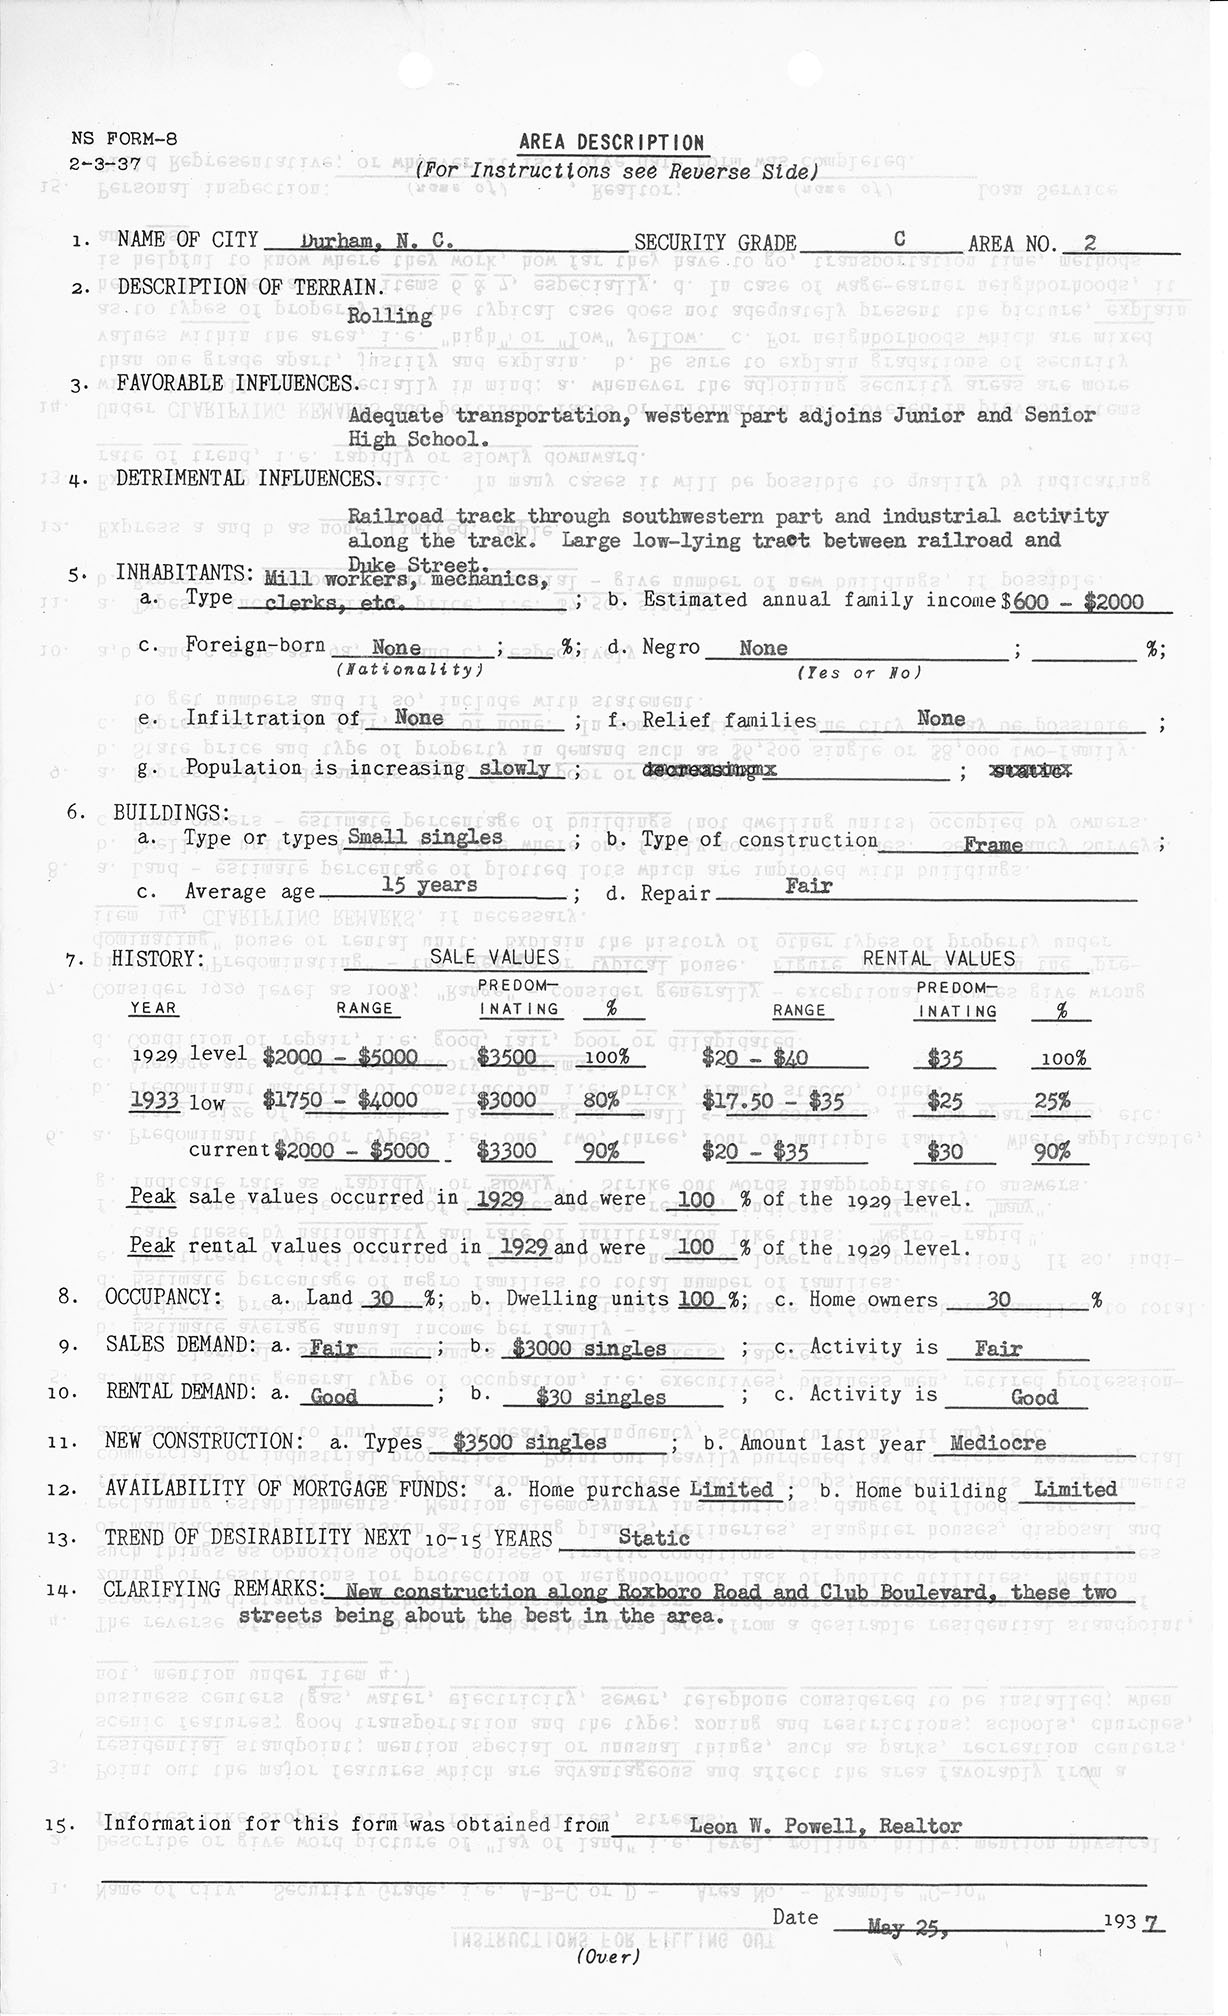 NS FORM-8
2-3-37
AREA DESCRIPTION
(For Instructions see Reverse Side)
1. NAME OF CITY Durham, N. C. SECURITY GRADE C AREA NO. 2
2. DESCRIPTION OF TERRAIN.
Rolling
3. FAVORABLE INFLUENCES.
Adequate transportation, western part adjoins Junior and Senior
High School.
4. DETRIMENTAL INFLUENCES.
Railroad track through southwestern part and industrial activity
along the track. Large low-lying tract between railroad and
Duke Street.
5. INHABITANTS: Mill workers, mechanics,
a. Type clerks, etc. ; b. Estimated annual family income $600 - $2000
c. Foreign-born None ; %; d. Negro None ; %;
(Nationality) (Yes or No)
e. Infiltration of None ; f. Relief families None ;
g. Population is increasing slowly ; decreasing ; static.
6. BUILDINGS:
a. Type or types Small singles ; b. Type of construction Frame ;
c. Average age 15 years ; d. Repair Fair
7. HISTORY: SALE VALUES RENTAL VALUES
PREDOM- PREDOM-
YEAR RANGE INATING % RANGE INATING %
1929 level $2000 - $5000 $3500 100% $20 - $40 $35 100%
1933 low $1750 - $4000 $3000 80% $17.50 - $35 $25 25%
current $2000 - $5000 $3300 90% $20 - $35 $30 90%
Peak sale values occurred in 1929 and were 100 % of the 1929 level.
Peak rental values occurred in 1929 and were 100 % of the 1929 level.
8. OCCUPANCY: a. Land 30 %; b. Dwelling units 100 %; c. Home owners 30 %
9. SALES DEMAND: a. Fair ; b. $3000 singles ; c. Activity is Fair
10. RENTAL DEMAND: a. Good ; b. $30 singles ; c. Activity is Good
11. NEW CONSTRUCTION: a. Types $3500 singles ; b. Amount last year Mediocre
12. AVAILABILITY OF MORTGAGE FUNDS: a. Home purchase Limited ; b. Home building Limited
13. TREND OF DESIRABILITY NEXT 10-15 YEARS Static
14. CLARIFYING REMARKS: New construction along Roxboro Road and Club Boulevard, these two
streets being about the best in the area.
15. Information for this form was obtained from Leon W. Powell, Realtor
Date May 25, 1937
(Over)